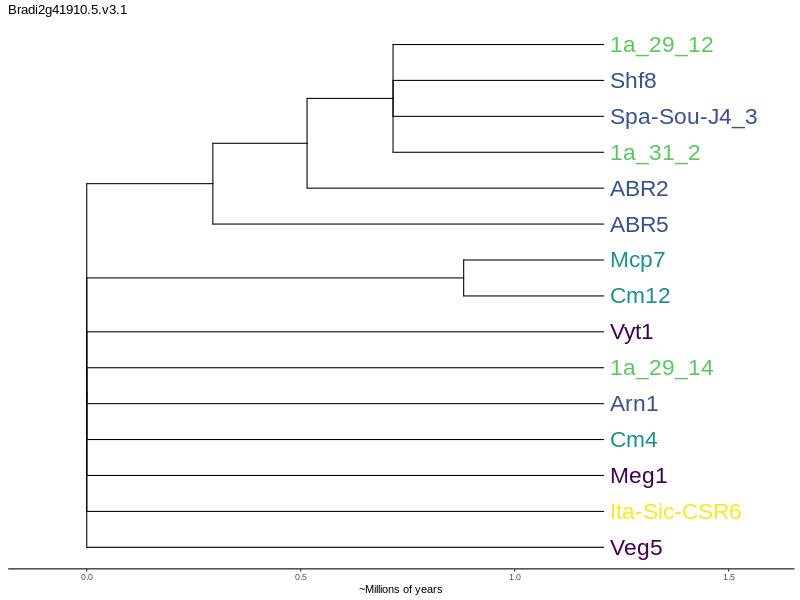 Bradi2g41910.5.v3.1
1a_29_12
Shf8
Spa-Sou-J4_3
1a_31_2
ABR2
ABR5
Mcp7
Cm12
Vyt1
1a_29_14
Arn1
Cm4
Meg1
Ita-Sic-CSR6
Veg5
0.0 0.5 1.0 1.5
~Millions of years